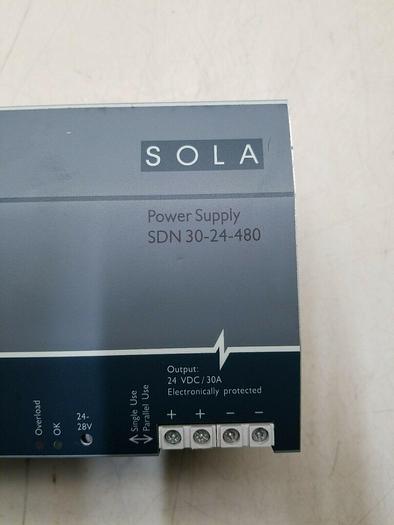 SOLA
Power Supply
SDN 30-24-480
Output:
24 VDC/30A
Electronically protected
Overload
OK
24-
28V
Single Use
Parallel Use
+ + − −